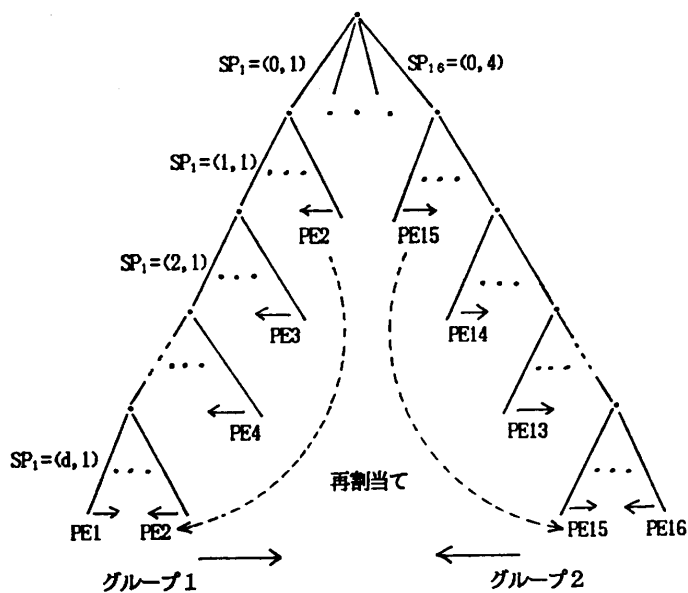 SP₁=(0,1) SP₁₆=(0,4)
SP₁=(1,1)
PE2 PE15
SP₁=(2,1)
PE3 PE14
PE4 PE13
SP₁=(d,1)
再割当て
PE1 PE2 PE15 PE16
グループ1 グループ2